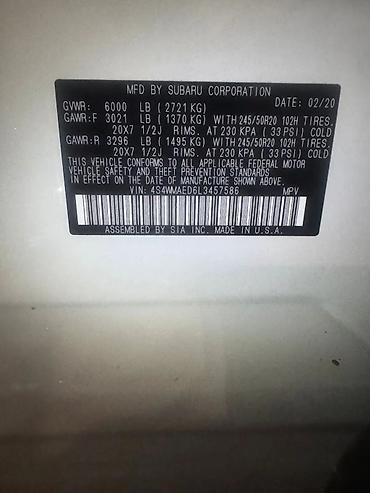 MFD BY SUBARU CORPORATION
GVWR: 6000 LB (2721 KG) DATE: 02/20
GAWR:F 3021 LB (1370 KG) WITH 245/50R20 102H TIRES,
20X7 1/2J RIMS, AT 230 KPA (33 PSI) COLD
GAWR:R 3296 LB (1495 KG) WITH 245/50R20 102H TIRES,
20X7 1/2J RIMS, AT 230 KPA (33 PSI) COLD
THIS VEHICLE CONFORMS TO ALL APPLICABLE FEDERAL MOTOR
VEHICLE SAFETY AND THEFT PREVENTION STANDARDS
IN EFFECT ON THE DATE OF MANUFACTURE SHOWN ABOVE.
VIN: 4S4WMAED6L3457586 MPV
ASSEMBLED BY SIA INC. MADE IN U.S.A.